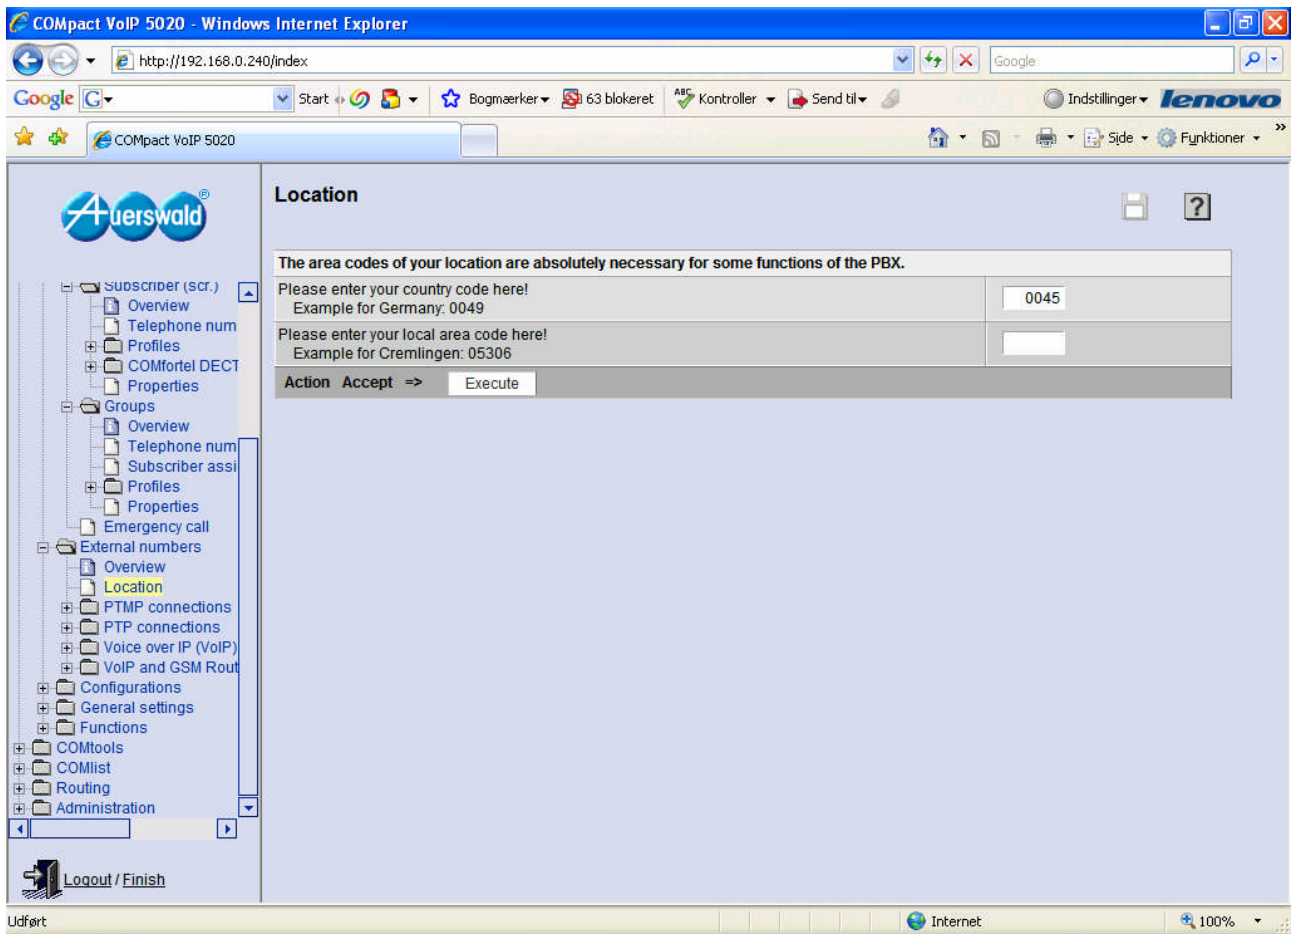 COMpact VoIP 5020 - Windows Internet Explorer
http://192.168.0.240/index
Google
Google G Start 63 blokeret Bogmærker Kontroller Send til Indstillinger lenovo
COMpact VoIP 5020 Side Funktioner »
Auerswald ®
Location
?
The area codes of your location are absolutely necessary for some functions of the PBX.
Please enter your country code here!
Example for Germany: 0049
0045
Please enter your local area code here!
Example for Cremlingen: 05306
Action Accept => Execute
Subscriber (scr.)
Overview
Telephone num
Profiles
COMfortel DECT
Properties
Groups
Overview
Telephone num
Subscriber assi
Profiles
Properties
Emergency call
External numbers
Overview
Location
PTMP connections
PTP connections
Voice over IP (VoIP)
VoIP and GSM Rout
Configurations
General settings
Functions
COMtools
COMlist
Routing
Administration
Logout / Finish
Udført Internet 100%